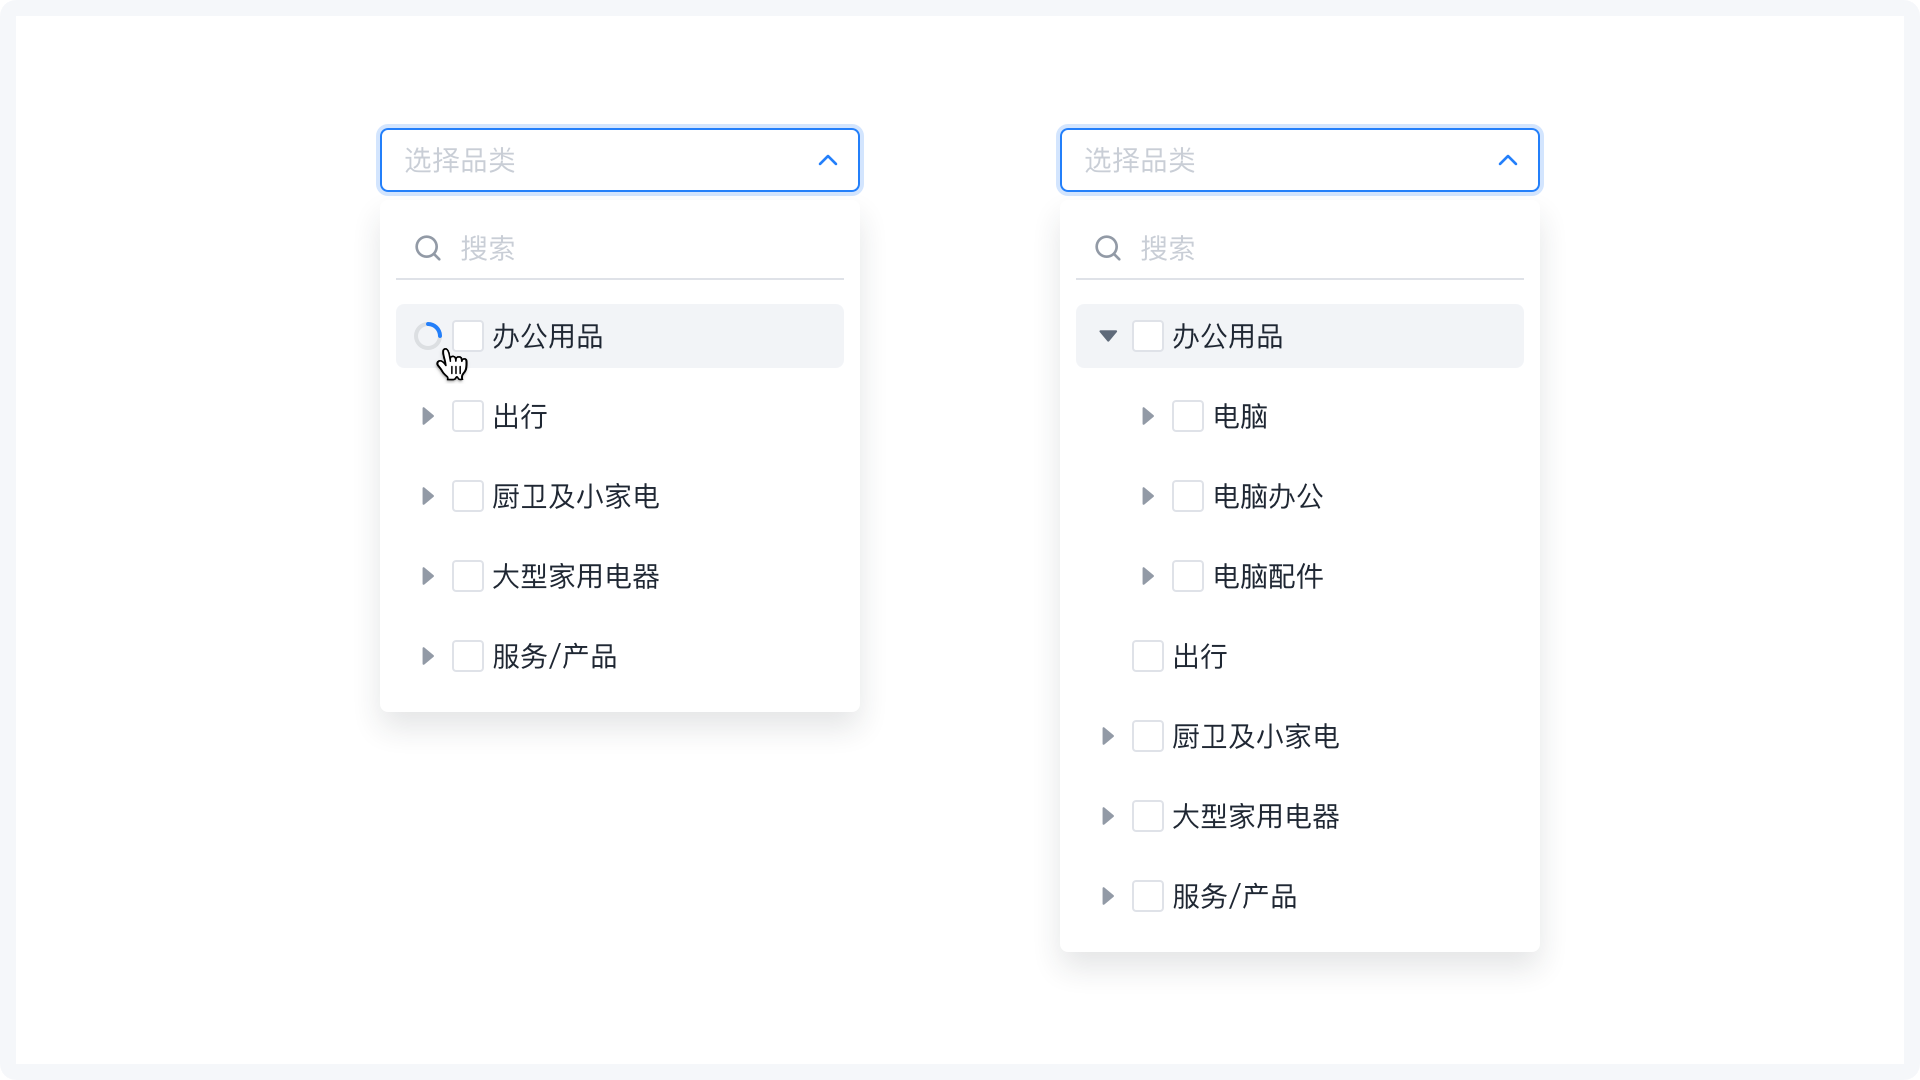 选择品类
搜索
办公用品
出行
厨卫及小家电
大型家用电器
服务/产品
选择品类
搜索
办公用品
电脑
电脑办公
电脑配件
出行
厨卫及小家电
大型家用电器
服务/产品